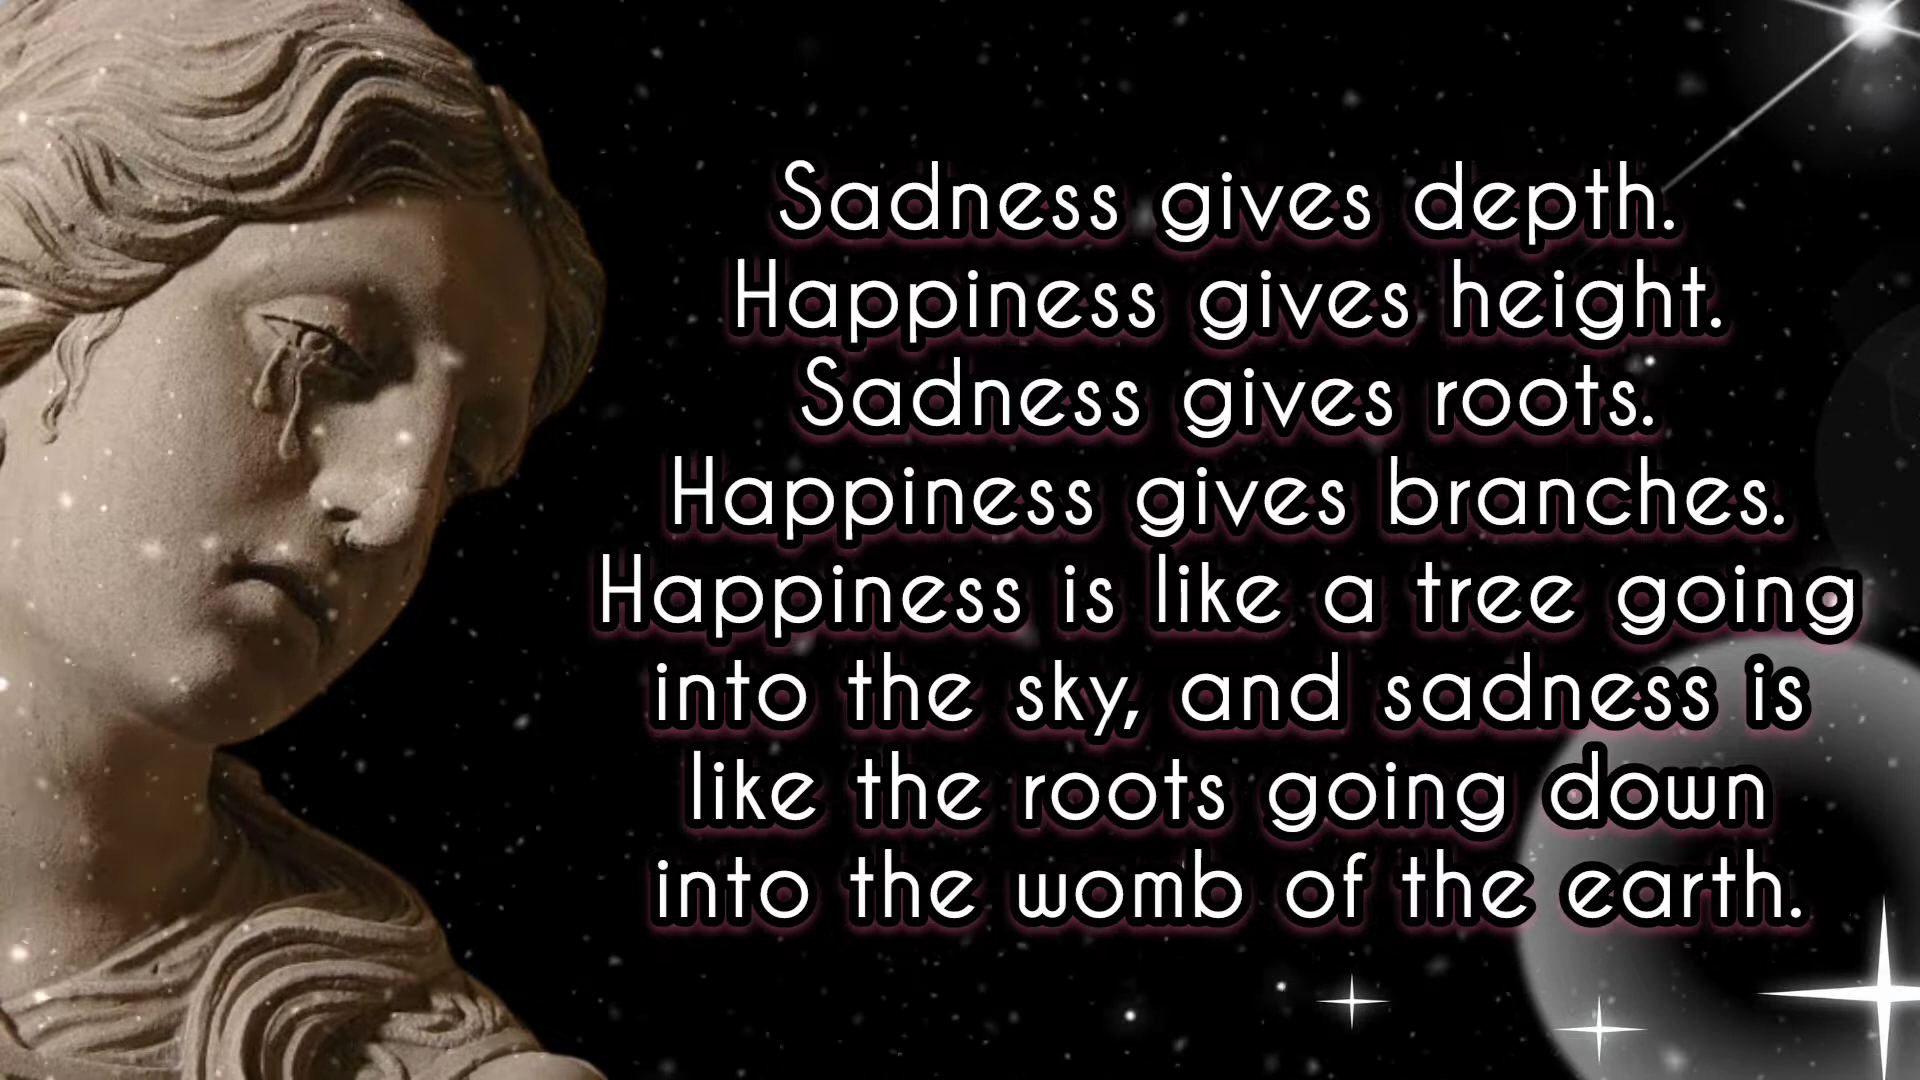 Sadness gives depth.
Happiness gives height.
Sadness gives roots.
Happiness gives branches.
Happiness is like a tree going
into the sky, and sadness is
like the roots going down
into the womb of the earth.